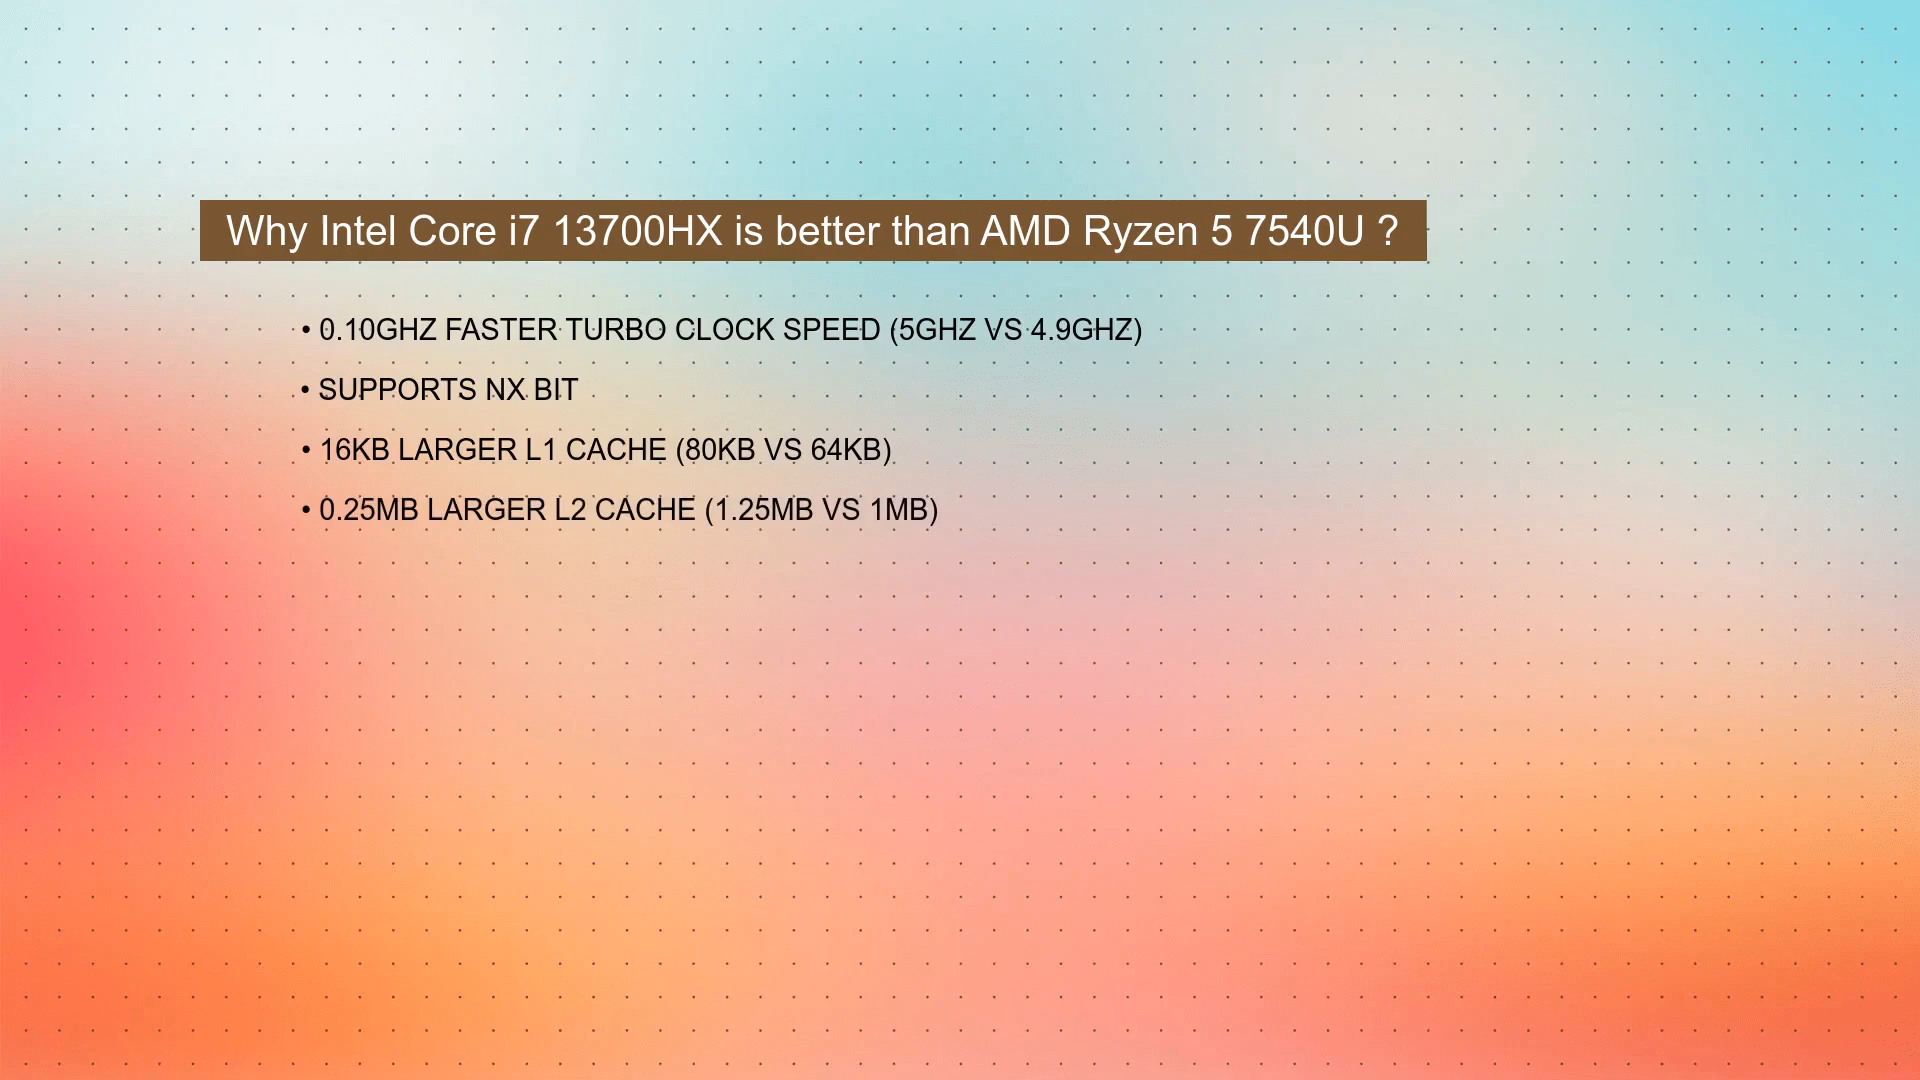 Why Intel Core i7 13700HX is better than AMD Ryzen 5 7540U ?
• 0.10GHZ FASTER TURBO CLOCK SPEED (5GHZ VS 4.9GHZ)
• SUPPORTS NX BIT
• 16KB LARGER L1 CACHE (80KB VS 64KB)
• 0.25MB LARGER L2 CACHE (1.25MB VS 1MB)